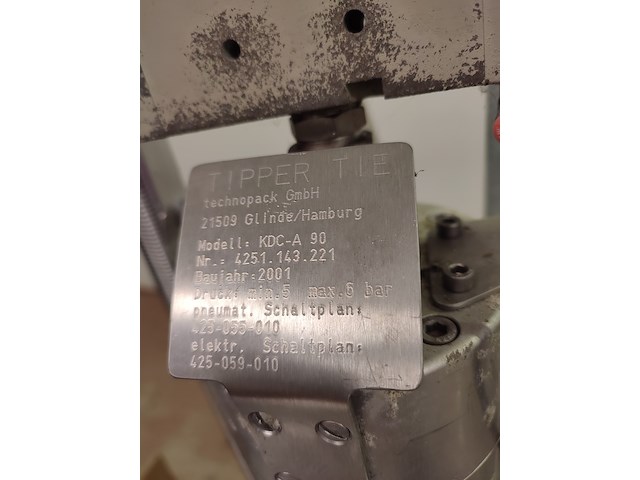 TIPPER TIE
technopack GmbH
21509 Glinde/Hamburg
Modell: KDC-A 90
Nr.: 4251.143.221
Baujahr:2001
Druck: min.5 max.6 bar
pneumat. Schaltplan:
425-055-010
elektr. Schaltplan:
425-059-010